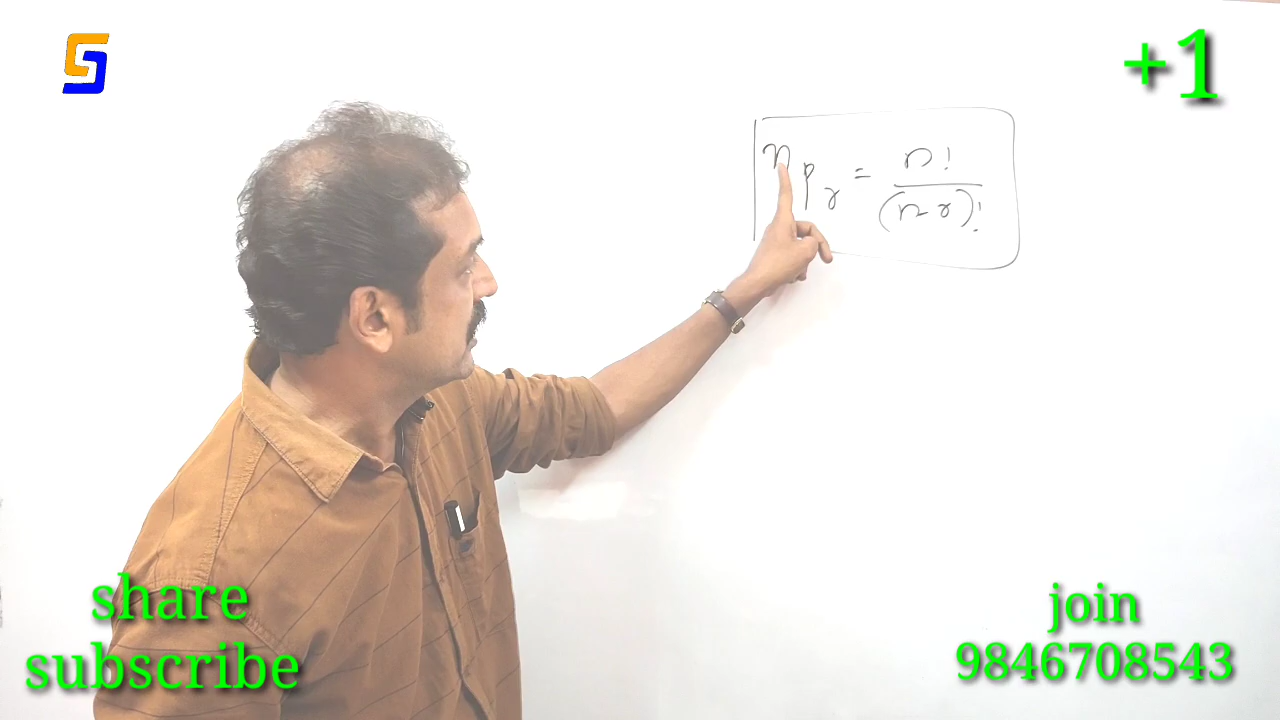 +1
nPr = n!/(n-r)!
share
subscribe
join
9846708543